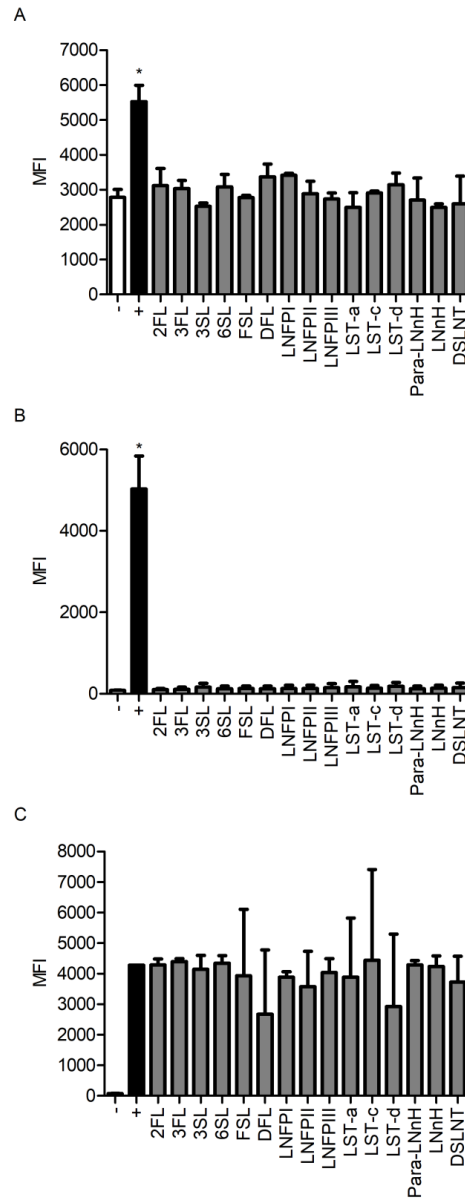 A
7000
6000
5000
4000
3000
2000
1000
0
MFI
*
- + 2FL 3FL 3SL 6SL FSL DFL LNFPI LNFPII LNFPIII LST-a LST-c LST-d Para-LNnH LNnH DSLNT
B
6000
4000
2000
0
MFI
*
- + 2FL 3FL 3SL 6SL FSL DFL LNFPI LNFPII LNFPIII LST-a LST-c LST-d Para-LNnH LNnH DSLNT
C
8000
7000
6000
5000
4000
3000
2000
1000
0
MFI
- + 2FL 3FL 3SL 6SL FSL DFL LNFPI LNFPII LNFPIII LST-a LST-c LST-d Para-LNnH LNnH DSLNT